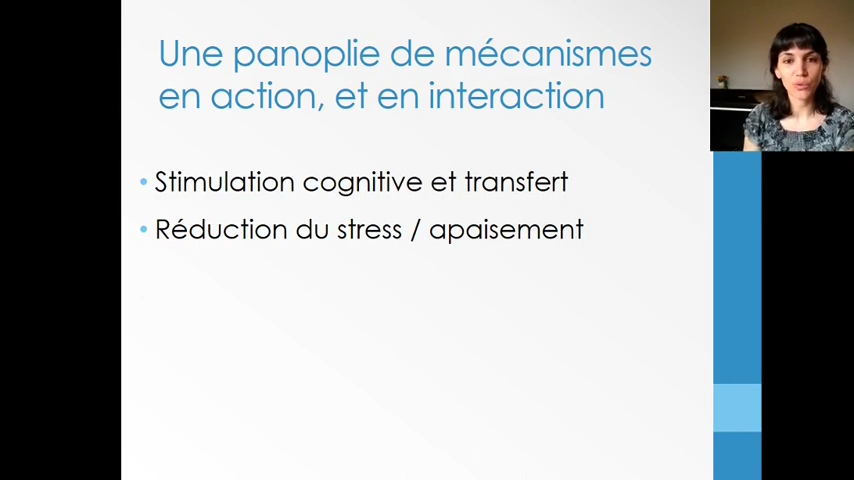 Une panoplie de mécanismes
en action, et en interaction
• Stimulation cognitive et transfert
• Réduction du stress / apaisement